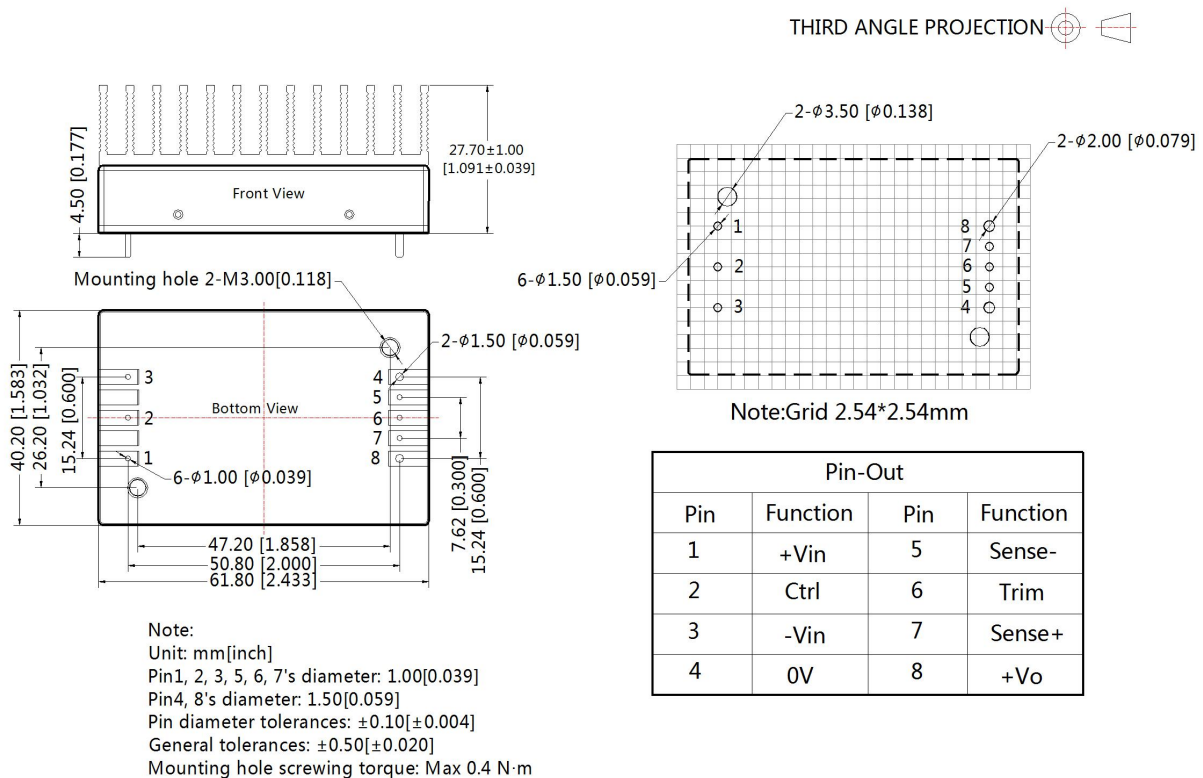 THIRD ANGLE PROJECTION
4.50 [0.177]
27.70±1.00
[1.091±0.039]
Front View
Mounting hole 2-M3.00[0.118]
2-ϕ1.50 [ϕ0.059]
40.20 [1.583]
26.20 [1.032]
15.24 [0.600]
3
2
1
Bottom View
4
5
6
7
8
6-ϕ1.00 [ϕ0.039]
7.62 [0.300]
15.24 [0.600]
47.20 [1.858]
50.80 [2.000]
61.80 [2.433]
Note:
Unit: mm[inch]
Pin1, 2, 3, 5, 6, 7's diameter: 1.00[0.039]
Pin4, 8's diameter: 1.50[0.059]
Pin diameter tolerances: ±0.10[±0.004]
General tolerances: ±0.50[±0.020]
Mounting hole screwing torque: Max 0.4 N·m
2-ϕ3.50 [ϕ0.138]
2-ϕ2.00 [ϕ0.079]
6-ϕ1.50 [ϕ0.059]
1
2
3
8
7
6
5
4
Note:Grid 2.54*2.54mm
Pin-Out
Pin Function Pin Function
1 +Vin 5 Sense-
2 Ctrl 6 Trim
3 -Vin 7 Sense+
4 0V 8 +Vo